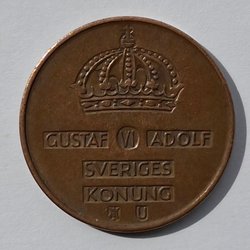 GUSTAF VI ADOLF
SVERIGES
KONUNG
U